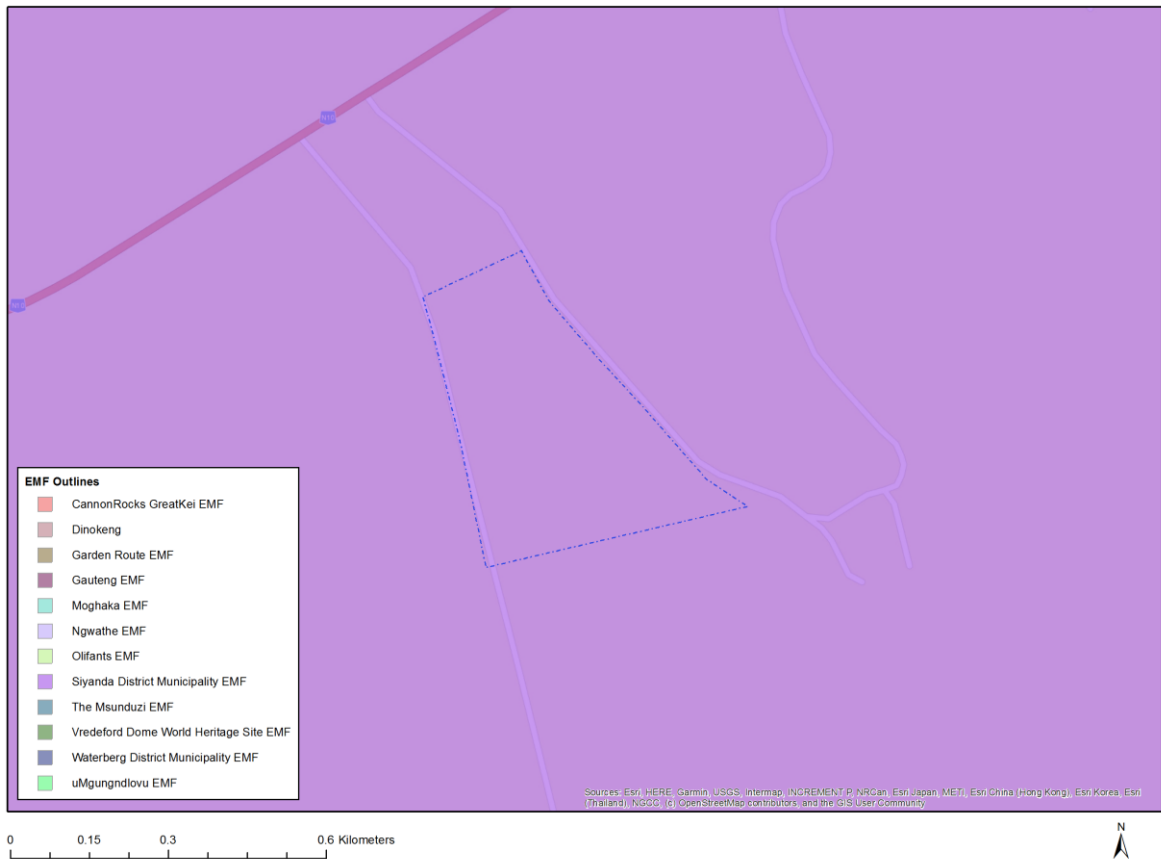 EMF Outlines
CannonRocks GreatKei EMF
Dinokeng
Garden Route EMF
Gauteng EMF
Moghaka EMF
Ngwathe EMF
Olifants EMF
Siyanda District Municipality EMF
The Msunduzi EMF
Vredeford Dome World Heritage Site EMF
Waterberg District Municipality EMF
uMgungndlovu EMF
Sources: Esri, HERE, Garmin, USGS, Intermap, INCREMENT P, NRCan, Esri Japan, METI, Esri China (Hong Kong), Esri Korea, Esri
(Thailand), NGCC, (c) OpenStreetMap contributors, and the GIS User Community
0 0.15 0.3 0.6 Kilometers
N